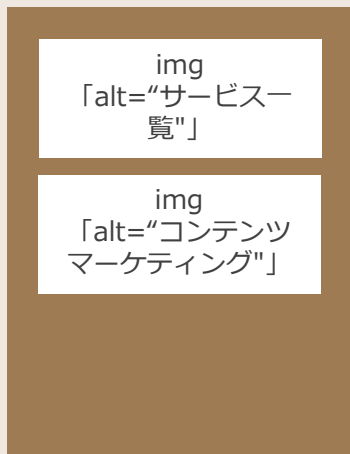 img
「alt=“サービス一
覧"」
img
「alt=“コンテンツ
マーケティング"」